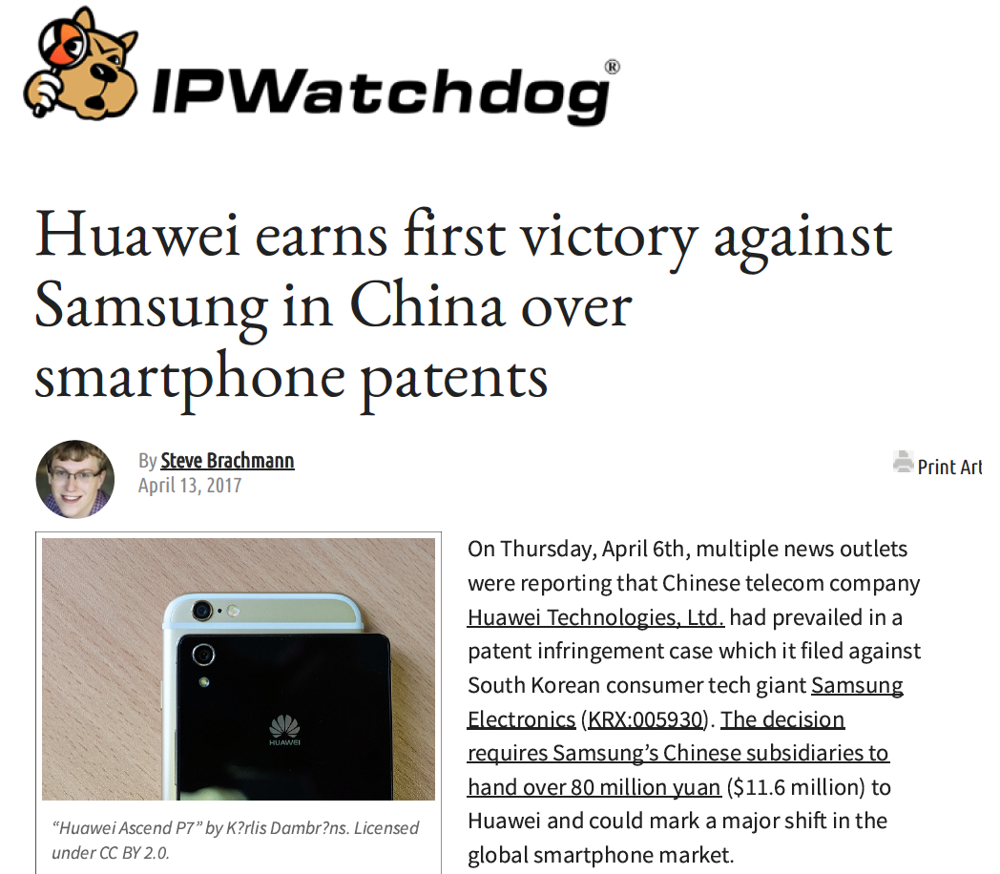 IPWatchdog®
Huawei earns first victory against
Samsung in China over
smartphone patents
By Steve Brachmann
April 13, 2017
Print Art
HUAWEI
“Huawei Ascend P7” by K?rlis Dambr?ns. Licensed
under CC BY 2.0.
On Thursday, April 6th, multiple news outlets
were reporting that Chinese telecom company
Huawei Technologies, Ltd. had prevailed in a
patent infringement case which it filed against
South Korean consumer tech giant Samsung
Electronics (KRX:005930). The decision
requires Samsung’s Chinese subsidiaries to
hand over 80 million yuan ($11.6 million) to
Huawei and could mark a major shift in the
global smartphone market.